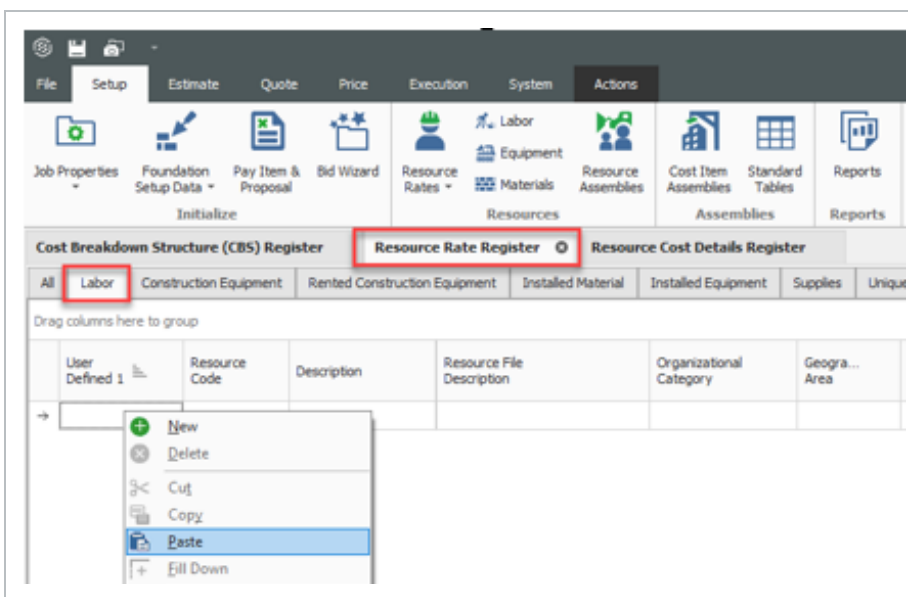 File Setup Estimate Quote Price Execution System Actions
Job Properties
Foundation
Setup Data
Pay Item &
Proposal
Bid Wizard
Resource
Rates
Labor
Equipment
Materials
Resource
Assemblies
Cost Item
Assemblies
Standard
Tables
Reports
Initialize Resources Assemblies Reports
Cost Breakdown Structure (CBS) Register Resource Rate Register Resource Cost Details Register
All Labor Construction Equipment Rented Construction Equipment Installed Material Installed Equipment Supplies Unique
Drag columns here to group
User
Defined 1
Resource
Code
Description
Resource File
Description
Organizational
Category
Geogra...
Area
New
Delete
Cut
Copy
Paste
Fill Down